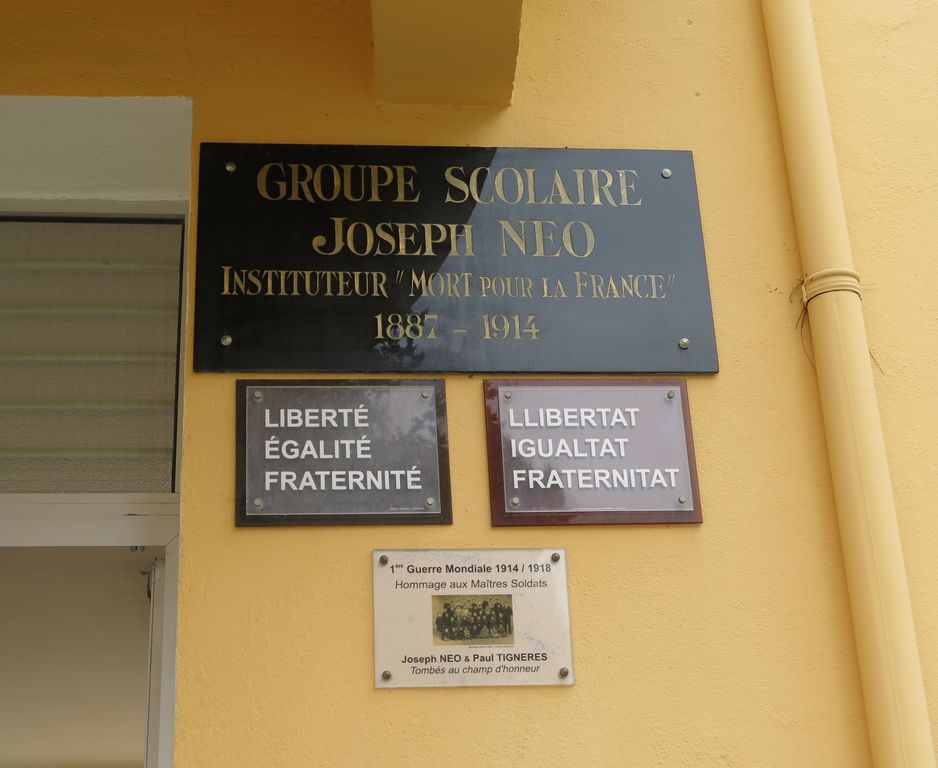 GROUPE SCOLAIRE
JOSEPH NEO
INSTITUTEUR "MORT POUR LA FRANCE"
1887 - 1914
LIBERTÉ
ÉGALITÉ
FRATERNITÉ
LLIBERTAT
IGUALTAT
FRATERNITAT
1ère Guerre Mondiale 1914 / 1918
Hommage aux Maîtres Soldats
Joseph NEO & Paul TIGNERES
Tombés au champ d'honneur